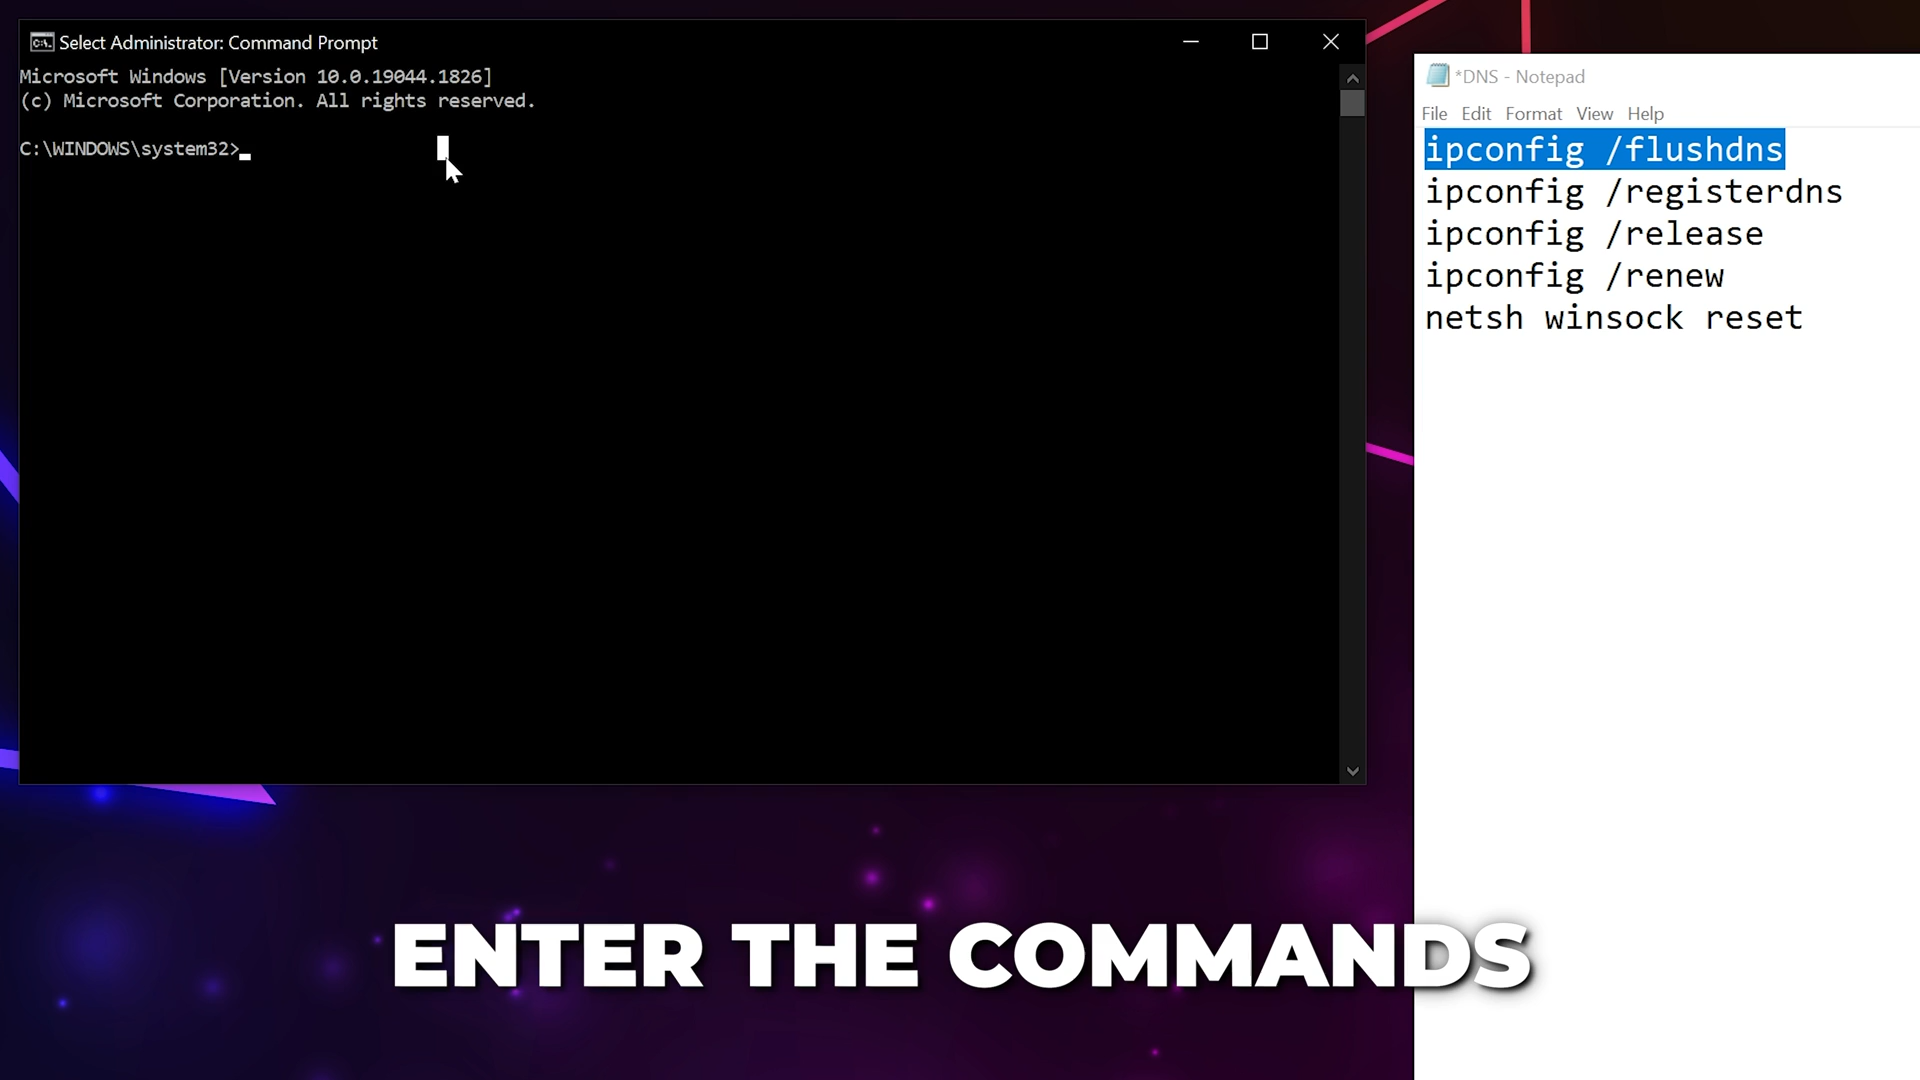 Select Administrator: Command Prompt
Microsoft Windows [Version 10.0.19044.1826]
(c) Microsoft Corporation. All rights reserved.
C:\WINDOWS\system32>
*DNS - Notepad
File Edit Format View Help
ipconfig /flushdns
ipconfig /registerdns
ipconfig /release
ipconfig /renew
netsh winsock reset
ENTER THE COMMANDS